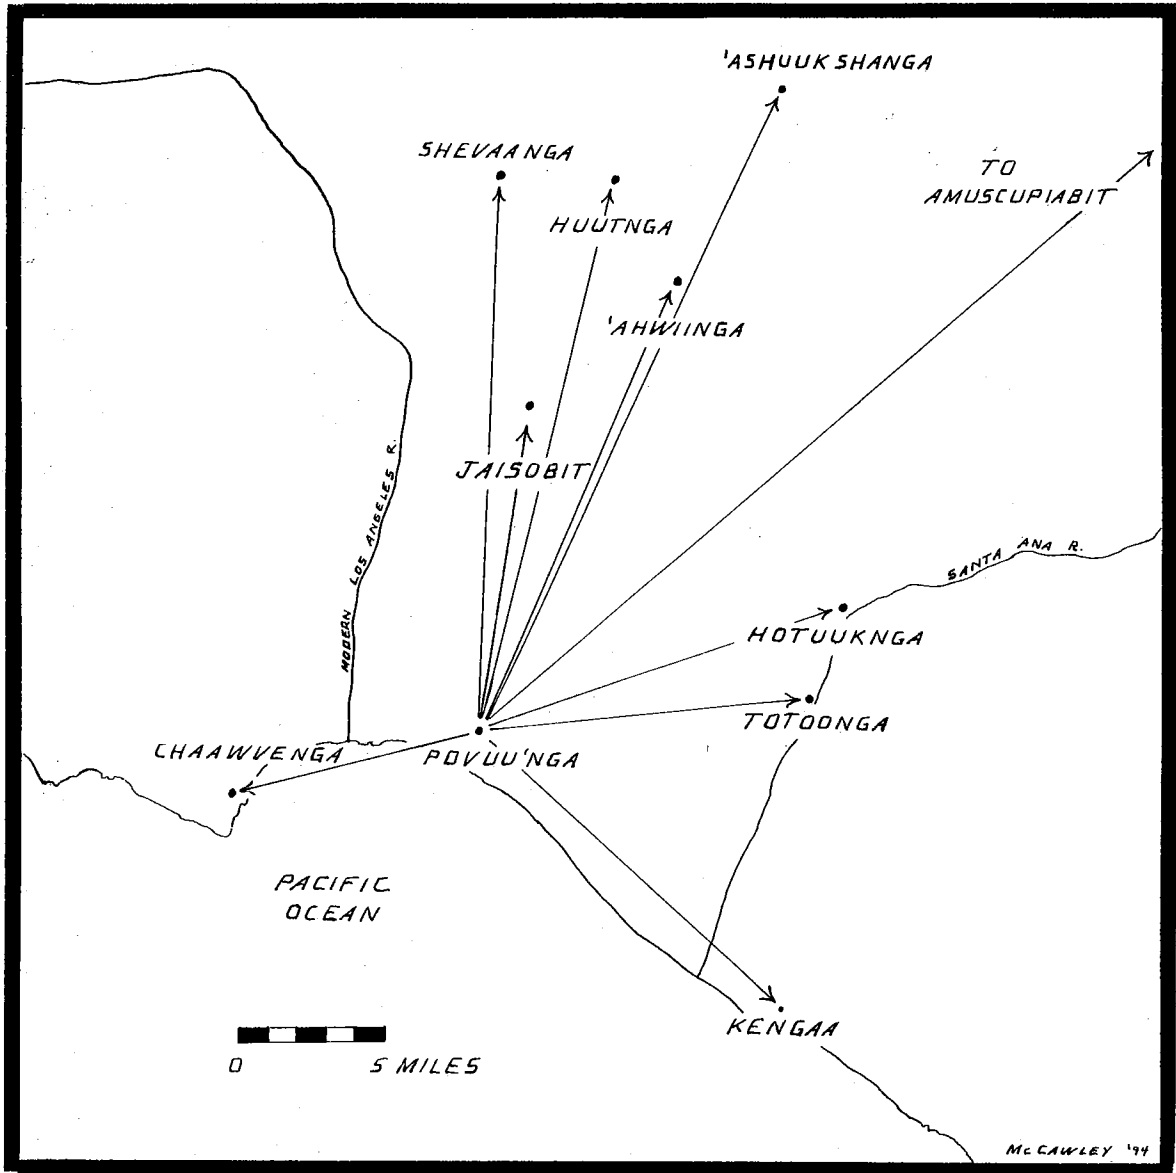 'ASHUUKSHANGA
SHEVAANGA
TO
AMUSCUPIABIT
HUUTNGA
'AHWIINGA
JAISOBIT
MODERN LOS ANGELES R.
SANTA ANA R.
HOTUUKNGA
TOTOONGA
CHAAWVENGA
POVUU'NGA
PACIFIC
OCEAN
KENGAA
0 5 MILES
McCAWLEY '94